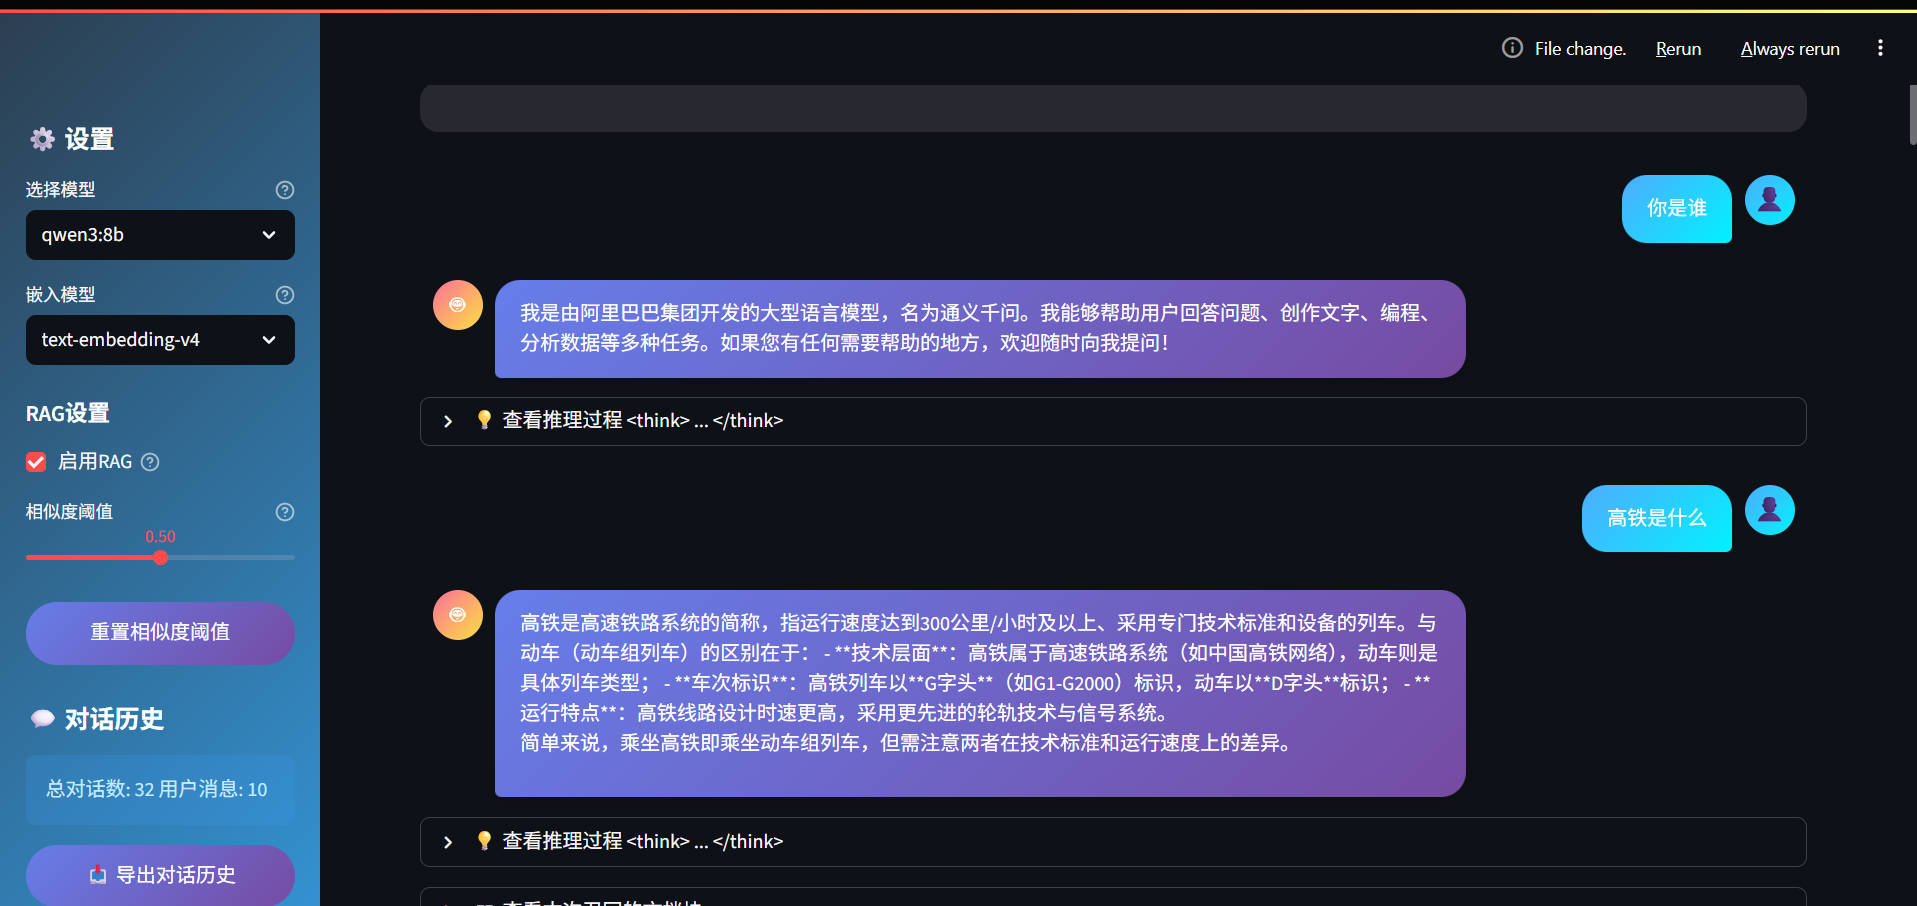 File change.
Rerun
Always rerun
设置
选择模型
qwen3:8b
嵌入模型
text-embedding-v4
RAG设置
启用RAG
相似度阈值
0.50
重置相似度阈值
对话历史
总对话数: 32 用户消息: 10
导出对话历史
你是谁
我是由阿里巴巴集团开发的大型语言模型，名为通义千问。我能够帮助用户回答问题、创作文字、编程、
分析数据等多种任务。如果您有任何需要帮助的地方，欢迎随时向我提问！
查看推理过程 <think> ... </think>
高铁是什么
高铁是高速铁路系统的简称，指运行速度达到300公里/小时及以上、采用专门技术标准和设备的列车。与
动车（动车组列车）的区别在于： - **技术层面**：高铁属于高速铁路系统（如中国高铁网络），动车则是
具体列车类型； - **车次标识**：高铁列车以**G字头**（如G1-G2000）标识，动车以**D字头**标识； - **
运行特点**：高铁线路设计时速更高，采用更先进的轮轨技术与信号系统。
简单来说，乘坐高铁即乘坐动车组列车，但需注意两者在技术标准和运行速度上的差异。
查看推理过程 <think> ... </think>